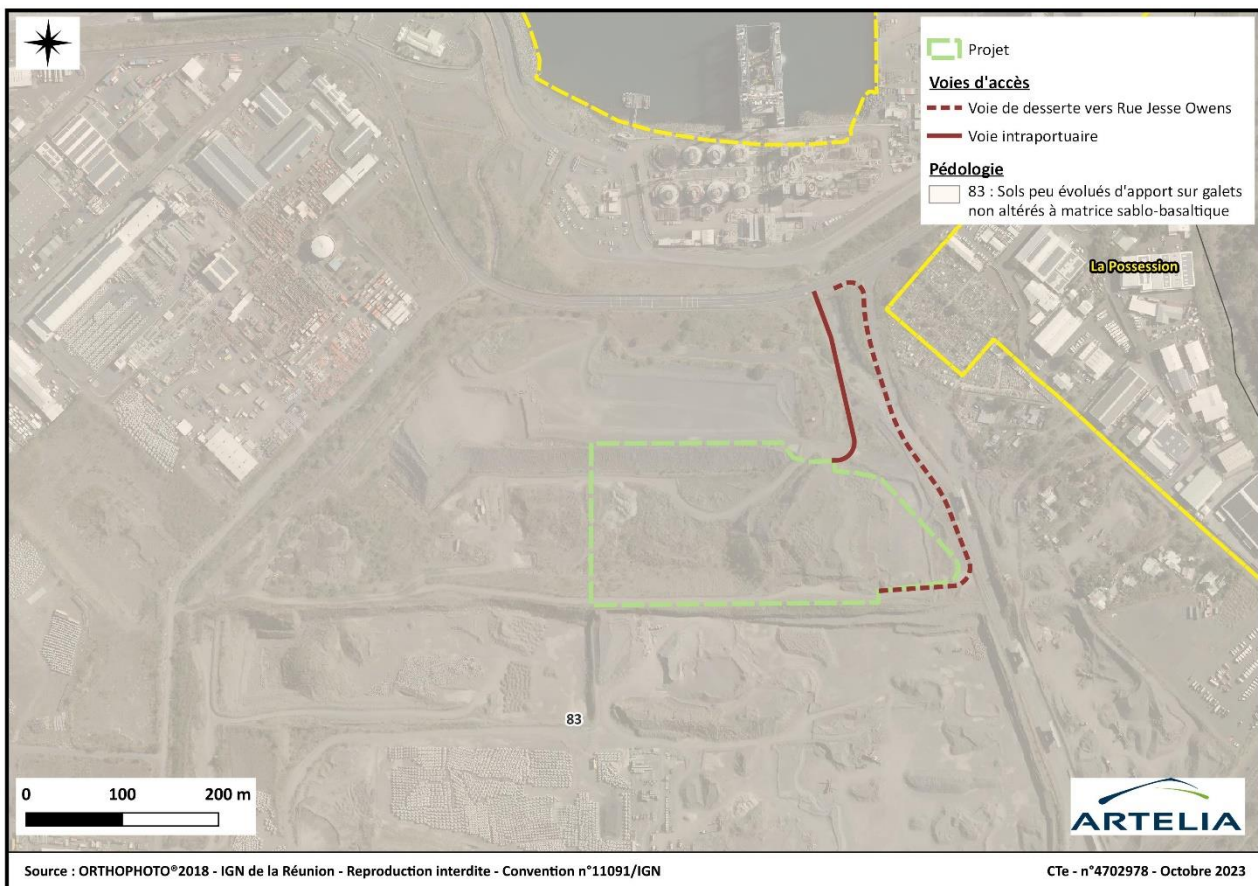 Projet
Voies d'accès
Voie de desserte vers Rue Jesse Owens
Voie intraportuaire
Pédologie
83 : Sols peu évolués d'apport sur galets
non altérés à matrice sablo-basaltique
La Possession
83
0 100 200 m
ARTELIA
Source : ORTHOPHOTO®2018 - IGN de la Réunion - Reproduction interdite - Convention n°11091/IGN
CTe - n°4702978 - Octobre 2023